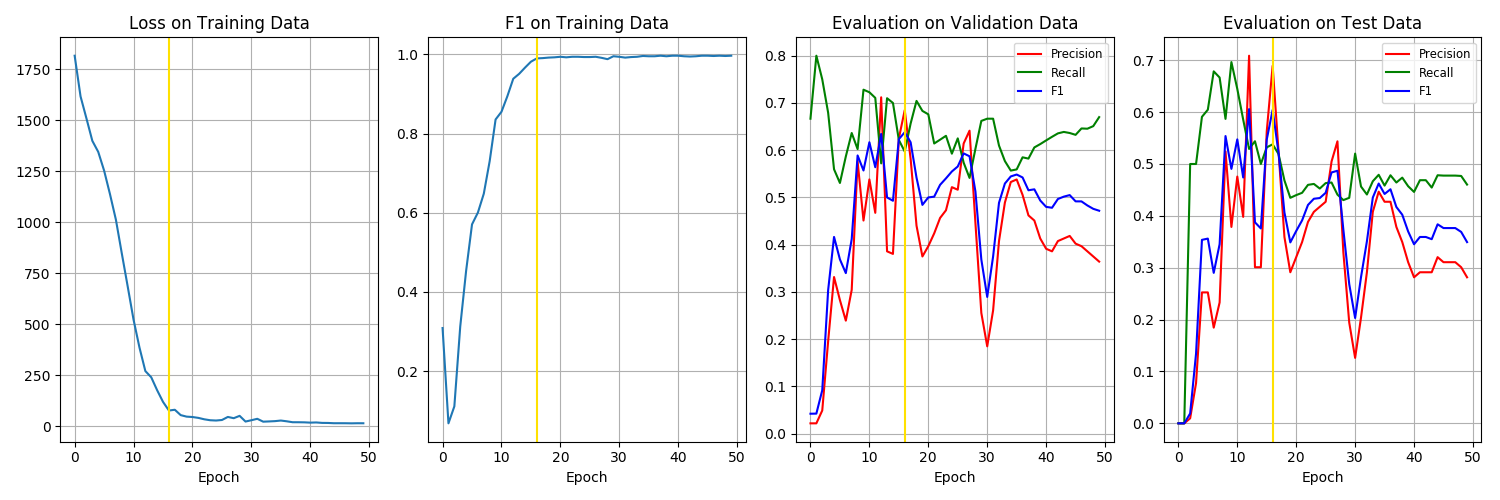 Loss on Training Data
1750
1500
1250
1000
750
500
250
0
0 10 20 30 40 50
Epoch
F1 on Training Data
1.0
0.8
0.6
0.4
0.2
0 10 20 30 40 50
Epoch
Evaluation on Validation Data
Precision
Recall
F1
0.8
0.7
0.6
0.5
0.4
0.3
0.2
0.1
0.0
0 10 20 30 40 50
Epoch
Evaluation on Test Data
Precision
Recall
F1
0.7
0.6
0.5
0.4
0.3
0.2
0.1
0.0
0 10 20 30 40 50
Epoch